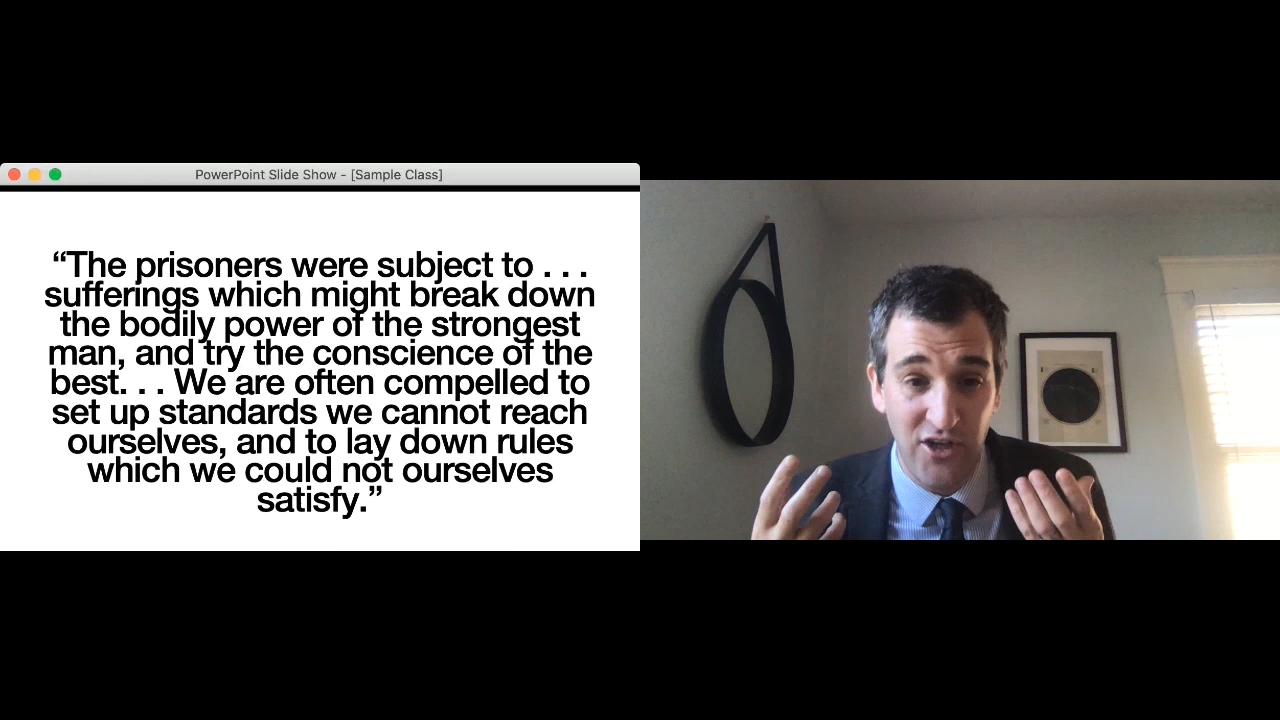 PowerPoint Slide Show - [Sample Class]
“The prisoners were subject to . . .
sufferings which might break down
the bodily power of the strongest
man, and try the conscience of the
best. . . We are often compelled to
set up standards we cannot reach
ourselves, and to lay down rules
which we could not ourselves
satisfy.”